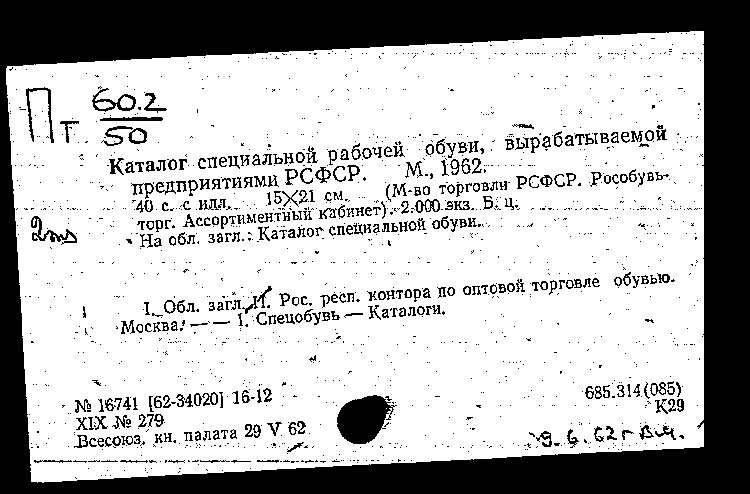 Пт 60.2
50
Каталог специальной рабочей обуви, вырабатываемой
предприятиями РСФСР. М., 1962.
40 с. с илл. 15×21 см. (М-во торговли РСФСР. Рособувь-
торг. Ассортиментный кабинет). 2.000 экз. Б. ц.
На обл. загл.: Каталог специальной обуви.
I. Обл. загл. II. Рос. респ. контора по оптовой торговле обувью.
Москва. — — 1. Спецобувь — Каталоги.
№ 16741 [62-34020] 16-12
685.314(085)
XIX № 279
К29
Всесоюз. кн. палата 29 V 62
9. 6. 62 г